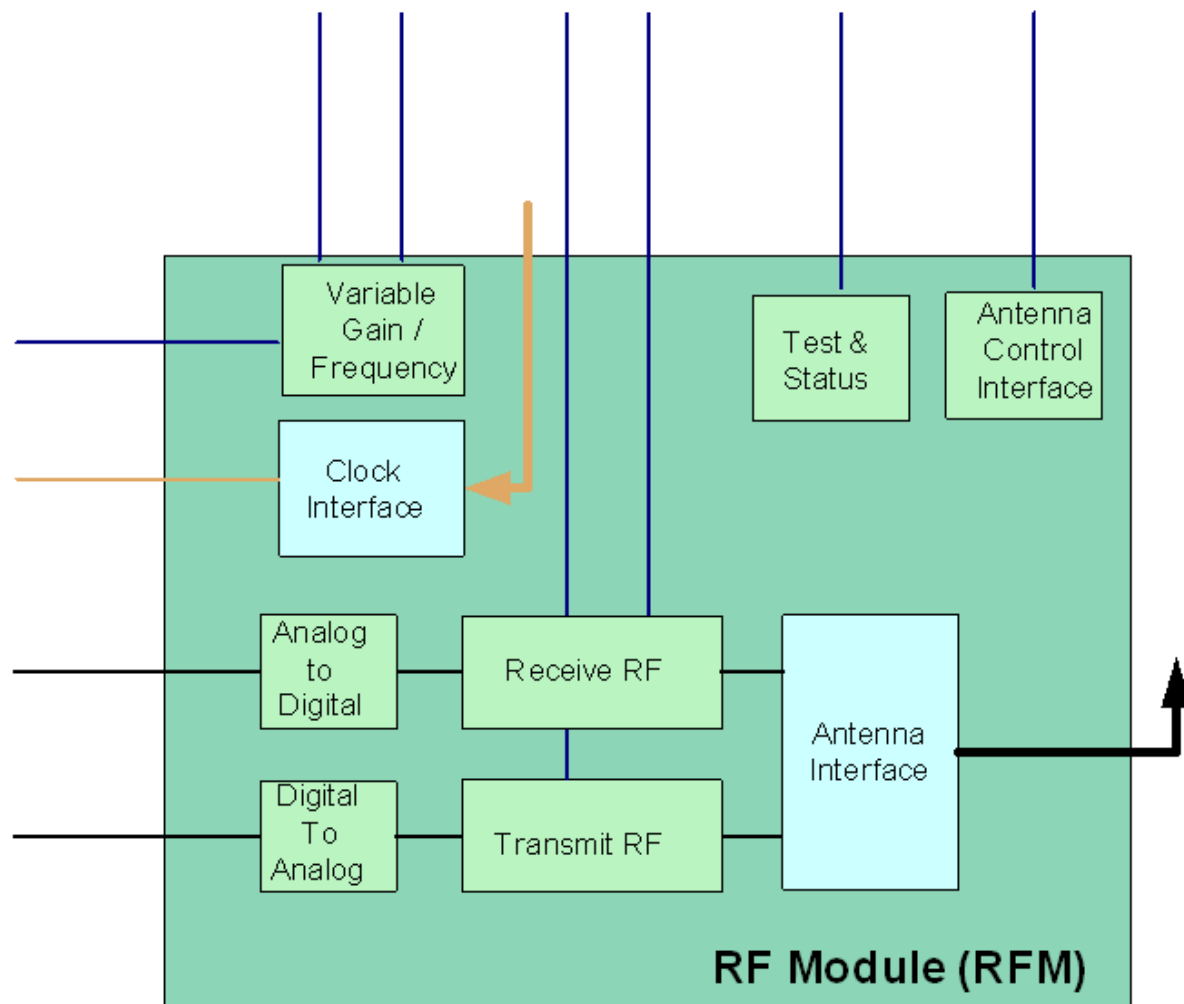 Variable
Gain /
Frequency
Test &
Status
Antenna
Control
Interface
Clock
Interface
Analog
to
Digital
Receive RF
Antenna
Interface
Digital
To
Analog
Transmit RF
RF Module (RFM)